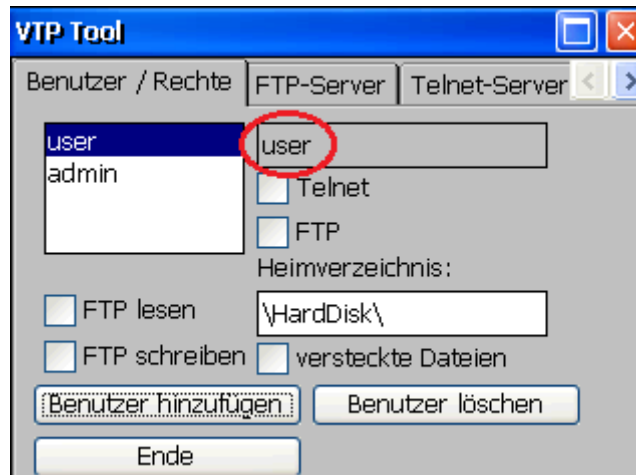 VTP Tool
Benutzer / Rechte FTP-Server Telnet-Server
user
admin
user
Telnet
FTP
Heimverzeichnis:
FTP lesen
\HardDisk\
FTP schreiben
versteckte Dateien
Benutzer hinzufügen
Benutzer löschen
Ende